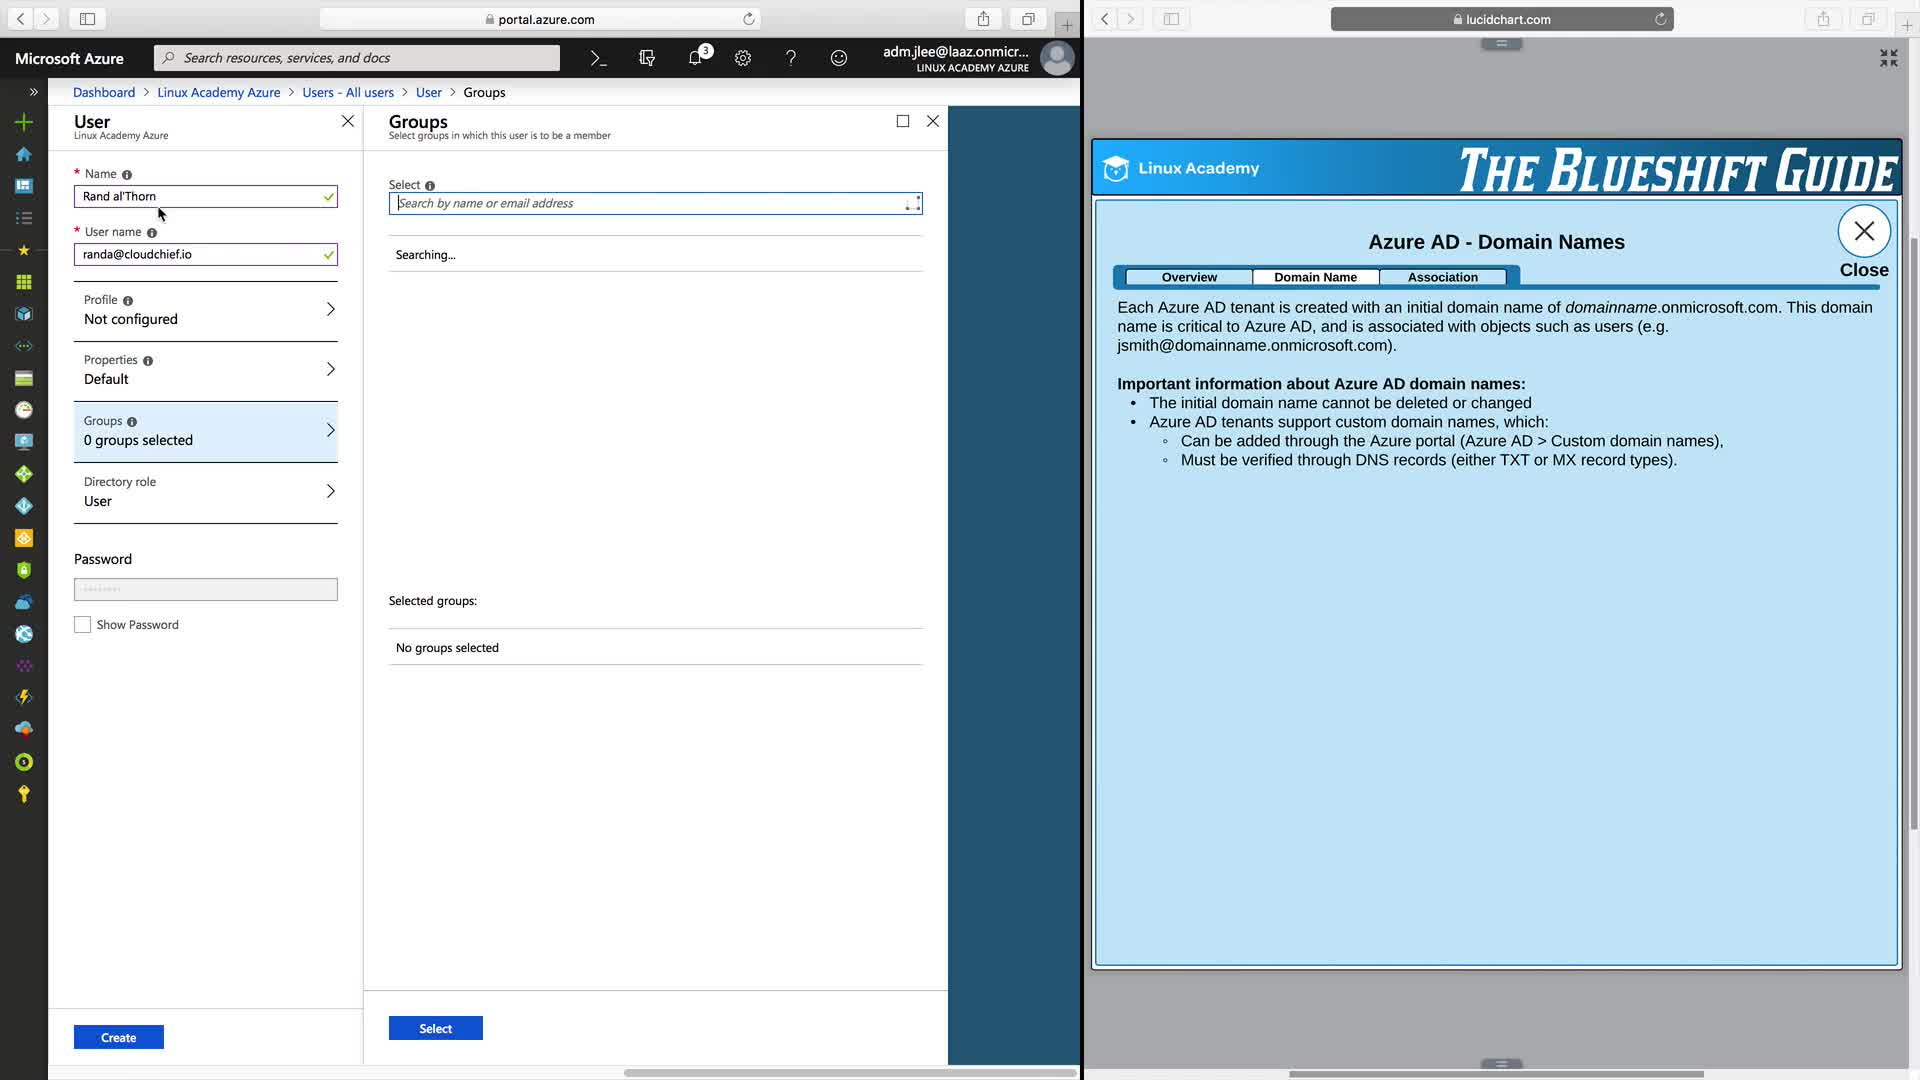 portal.azure.com
Microsoft Azure
Search resources, services, and docs
3
adm.jlee@laaz.onmicr...
LINUX ACADEMY AZURE
Dashboard > Linux Academy Azure > Users - All users > User > Groups
User
Linux Academy Azure
* Name
Rand al'Thorn
* User name
randa@cloudchief.io
Profile
Not configured
Properties
Default
Groups
0 groups selected
Directory role
User
Password
Show Password
Create
Groups
Select groups in which this user is to be a member
Select
Search by name or email address
Searching...
Selected groups:
No groups selected
Select
lucidchart.com
Linux Academy
THE BLUESHIFT GUIDE
Azure AD - Domain Names
Close
Overview
Domain Name
Association
Each Azure AD tenant is created with an initial domain name of domainname.onmicrosoft.com. This domain
name is critical to Azure AD, and is associated with objects such as users (e.g.
jsmith@domainname.onmicrosoft.com).
Important information about Azure AD domain names:
• The initial domain name cannot be deleted or changed
• Azure AD tenants support custom domain names, which:
◦ Can be added through the Azure portal (Azure AD > Custom domain names),
◦ Must be verified through DNS records (either TXT or MX record types).